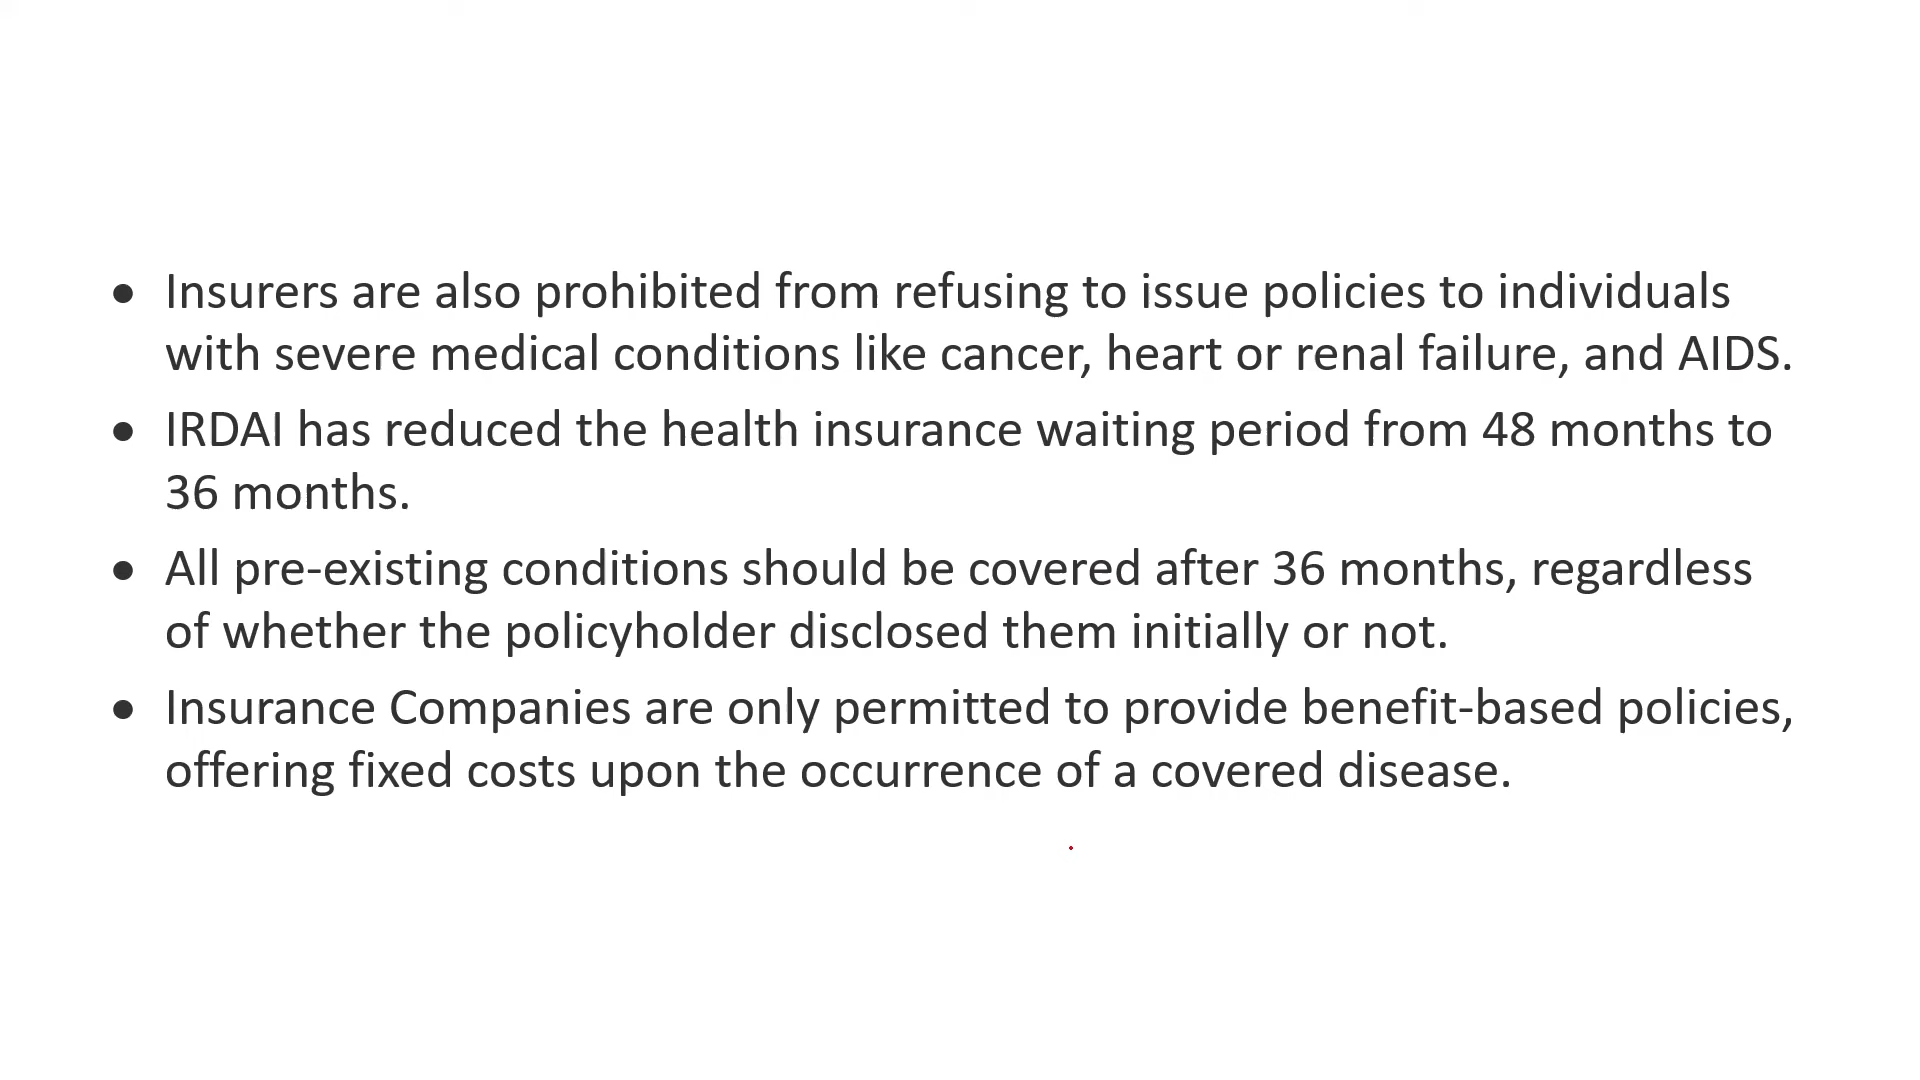 • Insurers are also prohibited from refusing to issue policies to individuals
with severe medical conditions like cancer, heart or renal failure, and AIDS.
• IRDAI has reduced the health insurance waiting period from 48 months to
36 months.
• All pre-existing conditions should be covered after 36 months, regardless
of whether the policyholder disclosed them initially or not.
• Insurance Companies are only permitted to provide benefit-based policies,
offering fixed costs upon the occurrence of a covered disease.